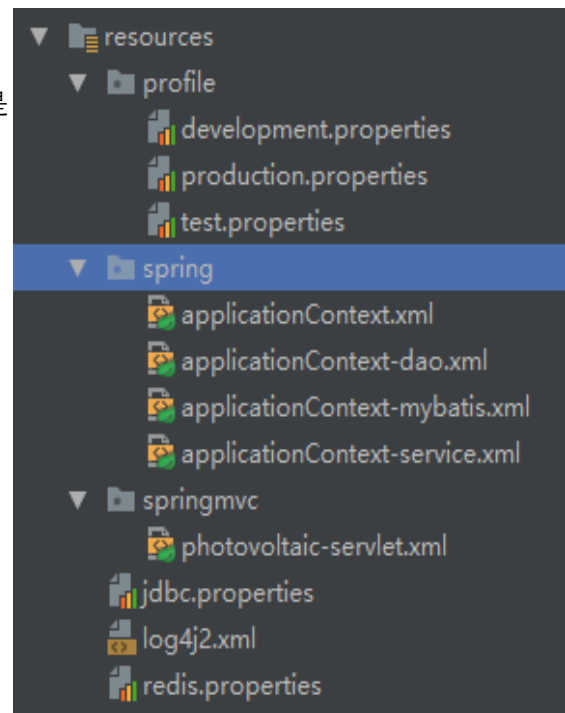 resources
profile
是
development.properties
production.properties
test.properties
spring
applicationContext.xml
applicationContext-dao.xml
applicationContext-mybatis.xml
applicationContext-service.xml
springmvc
photovoltaic-servlet.xml
jdbc.properties
log4j2.xml
redis.properties